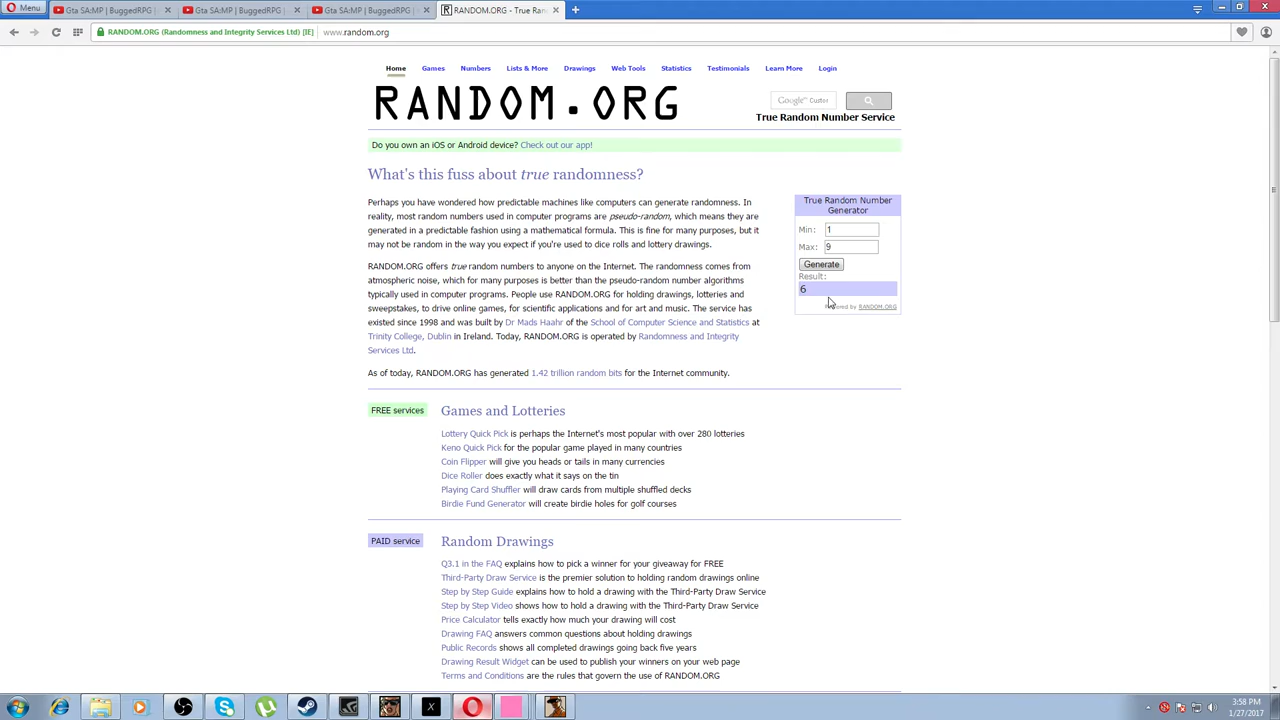 Menu
Gta SA:MP | BuggedRPG |
Gta SA:MP | BuggedRPG |
Gta SA:MP | BuggedRPG |
RANDOM.ORG - True Ran
RANDOM.ORG (Randomness and Integrity Services Ltd) [IE]
www.random.org
Home Games Numbers Lists & More Drawings Web Tools Statistics Testimonials Learn More Login
RANDOM.ORG
Google™ Custo
True Random Number Service
Do you own an iOS or Android device? Check out our app!
What's this fuss about true randomness?
Perhaps you have wondered how predictable machines like computers can generate randomness. In
reality, most random numbers used in computer programs are pseudo-random, which means they are
generated in a predictable fashion using a mathematical formula. This is fine for many purposes, but it
may not be random in the way you expect if you're used to dice rolls and lottery drawings.
RANDOM.ORG offers true random numbers to anyone on the Internet. The randomness comes from
atmospheric noise, which for many purposes is better than the pseudo-random number algorithms
typically used in computer programs. People use RANDOM.ORG for holding drawings, lotteries and
sweepstakes, to drive online games, for scientific applications and for art and music. The service has
existed since 1998 and was built by Dr Mads Haahr of the School of Computer Science and Statistics at
Trinity College, Dublin in Ireland. Today, RANDOM.ORG is operated by Randomness and Integrity
Services Ltd.
As of today, RANDOM.ORG has generated 1.42 trillion random bits for the Internet community.
True Random Number
Generator
Min: 1
Max: 9
Generate
Result:
6
RANDOM.ORG
FREE services
Games and Lotteries
Lottery Quick Pick is perhaps the Internet's most popular with over 280 lotteries
Keno Quick Pick for the popular game played in many countries
Coin Flipper will give you heads or tails in many currencies
Dice Roller does exactly what it says on the tin
Playing Card Shuffler will draw cards from multiple shuffled decks
Birdie Fund Generator will create birdie holes for golf courses
PAID service
Random Drawings
Q3.1 in the FAQ explains how to pick a winner for your giveaway for FREE
Third-Party Draw Service is the premier solution to holding random drawings online
Step by Step Guide explains how to hold a drawing with the Third-Party Draw Service
Step by Step Video shows how to hold a drawing with the Third-Party Draw Service
Price Calculator tells exactly how much your drawing will cost
Drawing FAQ answers common questions about holding drawings
Public Records shows all completed drawings going back five years
Drawing Result Widget can be used to publish your winners on your web page
Terms and Conditions are the rules that govern the use of RANDOM.ORG
3:58 PM
1/27/2017